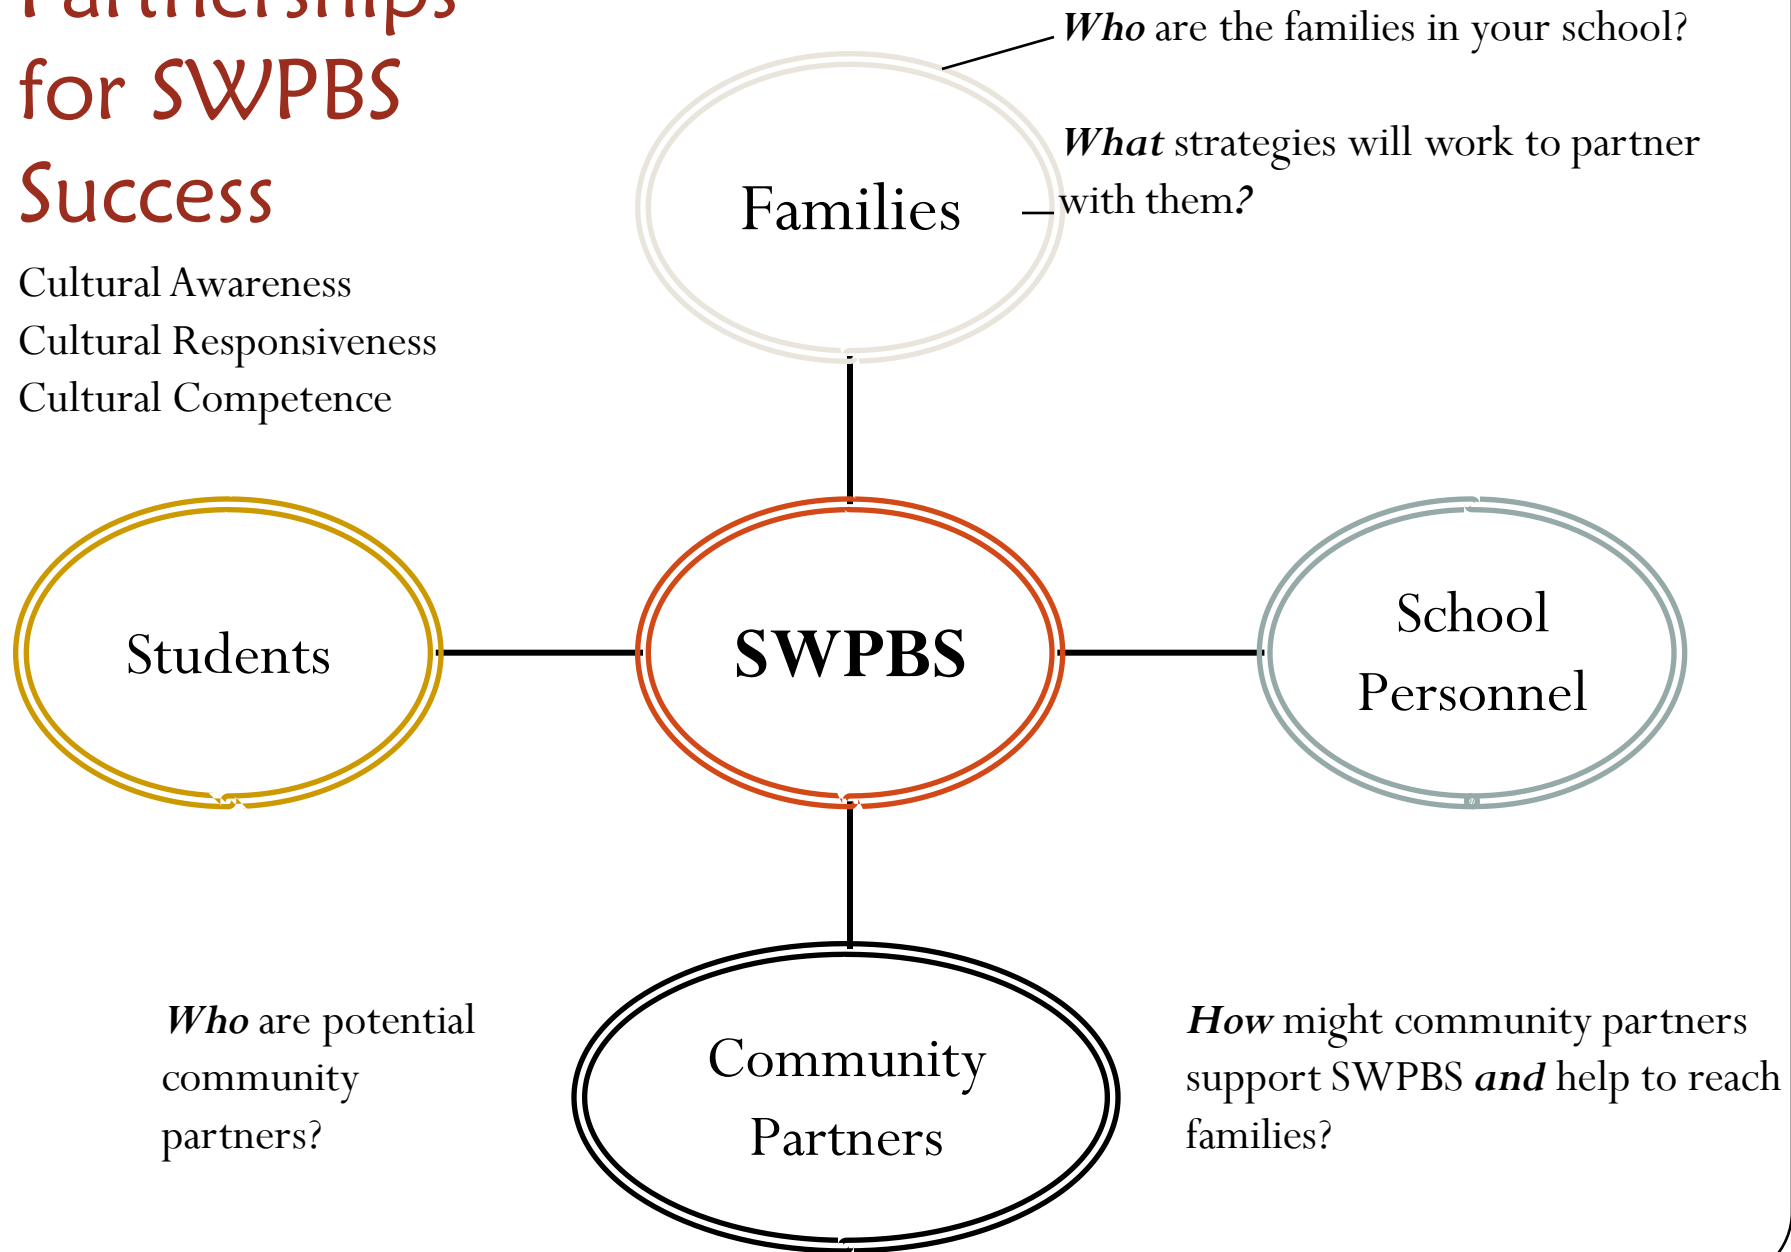 Partnerships
for SWPBS
Success
Cultural Awareness
Cultural Responsiveness
Cultural Competence
Who are the families in your school?
What strategies will work to partner
with them?
Families
Students
SWPBS
School
Personnel
Who are potential
community
partners?
Community
Partners
How might community partners
support SWPBS and help to reach
families?